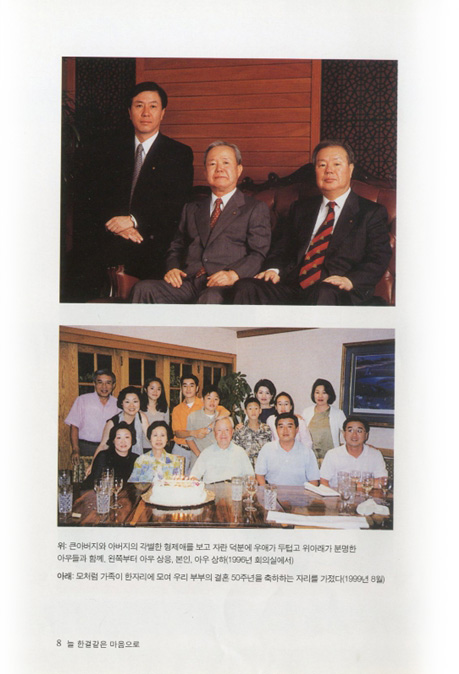 위: 큰아버지와 아버지의 각별한 형제애를 보고 자란 덕분에 우애가 두텁고 위아래가 분명한
아우들과 함께. 왼쪽부터 아우 상응, 본인, 아우 상하(1996년 회의실에서)
아래: 모처럼 가족이 한자리에 모여 우리 부부의 결혼 50주년을 축하하는 자리를 가졌다(1999년 8월)
8 늘 한결같은 마음으로